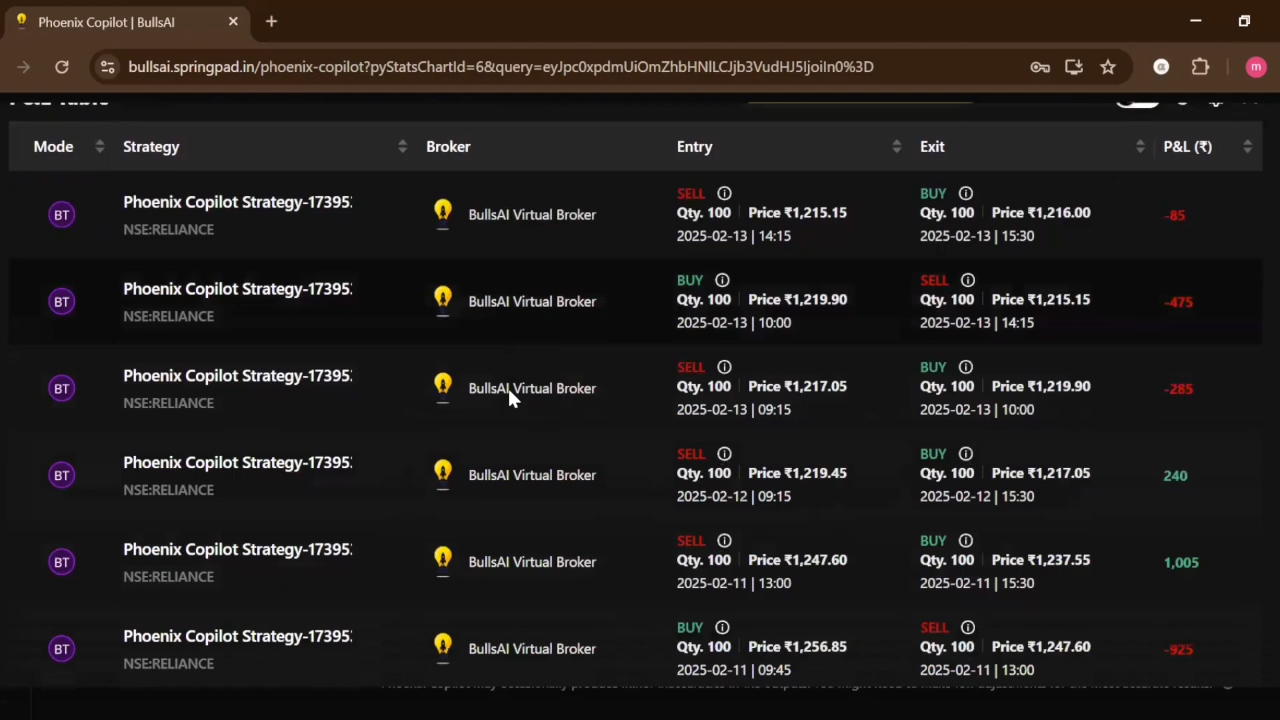 Phoenix Copilot | BullsAI
bullsai.springpad.in/phoenix-copilot?pyStatsChartId=6&query=eyJpc0xpdmUiOmZhbHNlLCJjb3VudHJ5IjoiIn0%3D
m
Mode Strategy Broker Entry Exit P&L (₹)
BT Phoenix Copilot Strategy-17395 BullsAI Virtual Broker SELL BUY -85
NSE:RELIANCE Qty. 100 | Price ₹1,215.15 Qty. 100 | Price ₹1,216.00
2025-02-13 | 14:15 2025-02-13 | 15:30
BT Phoenix Copilot Strategy-17395 BullsAI Virtual Broker BUY SELL -475
NSE:RELIANCE Qty. 100 | Price ₹1,219.90 Qty. 100 | Price ₹1,215.15
2025-02-13 | 10:00 2025-02-13 | 14:15
BT Phoenix Copilot Strategy-17395 BullsAI Virtual Broker SELL BUY -285
NSE:RELIANCE Qty. 100 | Price ₹1,217.05 Qty. 100 | Price ₹1,219.90
2025-02-13 | 09:15 2025-02-13 | 10:00
BT Phoenix Copilot Strategy-17395 BullsAI Virtual Broker SELL BUY 240
NSE:RELIANCE Qty. 100 | Price ₹1,219.45 Qty. 100 | Price ₹1,217.05
2025-02-12 | 09:15 2025-02-12 | 15:30
BT Phoenix Copilot Strategy-17395 BullsAI Virtual Broker SELL BUY 1,005
NSE:RELIANCE Qty. 100 | Price ₹1,247.60 Qty. 100 | Price ₹1,237.55
2025-02-11 | 13:00 2025-02-11 | 15:30
BT Phoenix Copilot Strategy-17395 BullsAI Virtual Broker BUY SELL -925
NSE:RELIANCE Qty. 100 | Price ₹1,256.85 Qty. 100 | Price ₹1,247.60
2025-02-11 | 09:45 2025-02-11 | 13:00